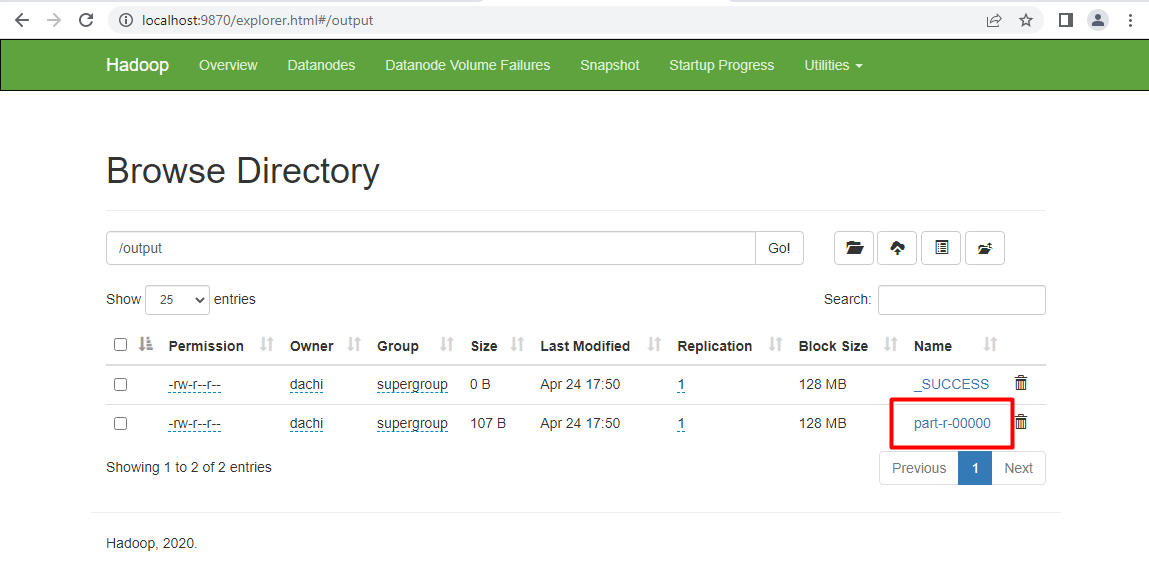 localhost:9870/explorer.html#/output
Hadoop Overview Datanodes Datanode Volume Failures Snapshot Startup Progress Utilities
Browse Directory
/output Go!
Show 25 entries Search:
Permission Owner Group Size Last Modified Replication Block Size Name
-rw-r--r-- dachi supergroup 0 B Apr 24 17:50 1 128 MB _SUCCESS
-rw-r--r-- dachi supergroup 107 B Apr 24 17:50 1 128 MB part-r-00000
Showing 1 to 2 of 2 entries Previous 1 Next
Hadoop, 2020.